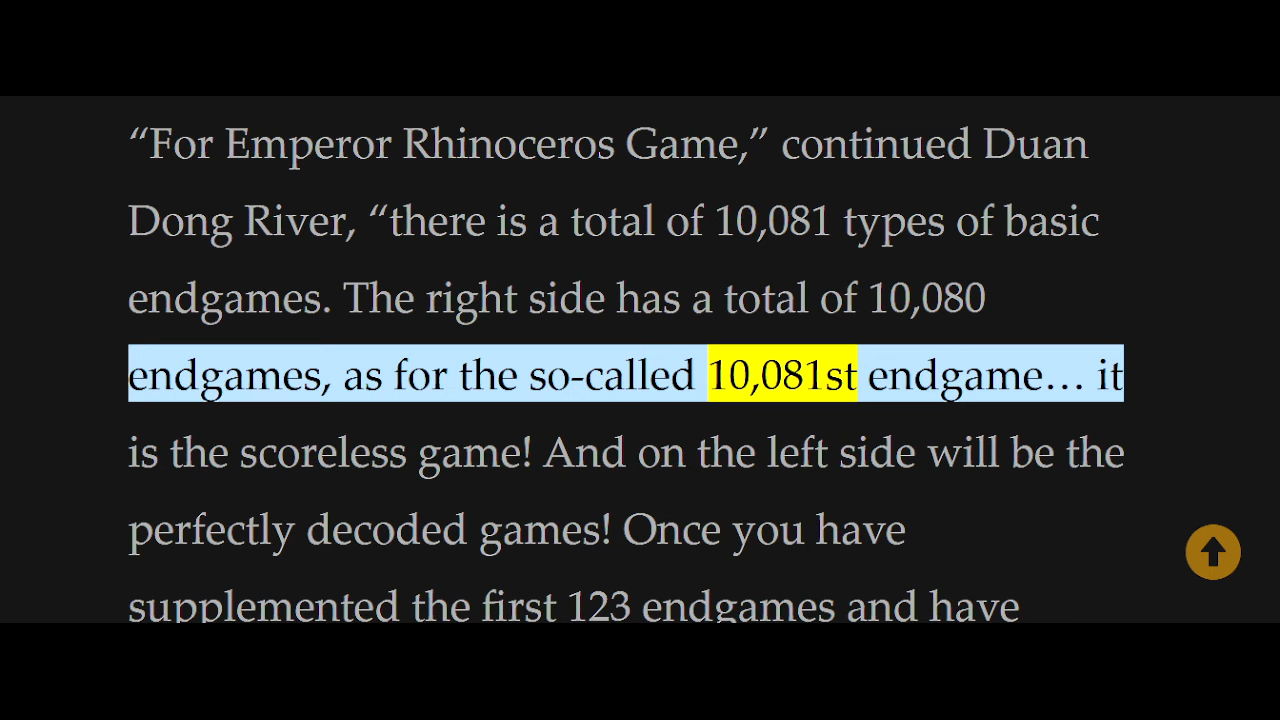 “For Emperor Rhinoceros Game,” continued Duan
Dong River, “there is a total of 10,081 types of basic
endgames. The right side has a total of 10,080
endgames, as for the so-called 10,081st endgame… it
is the scoreless game! And on the left side will be the
perfectly decoded games! Once you have
supplemented the first 123 endgames and have